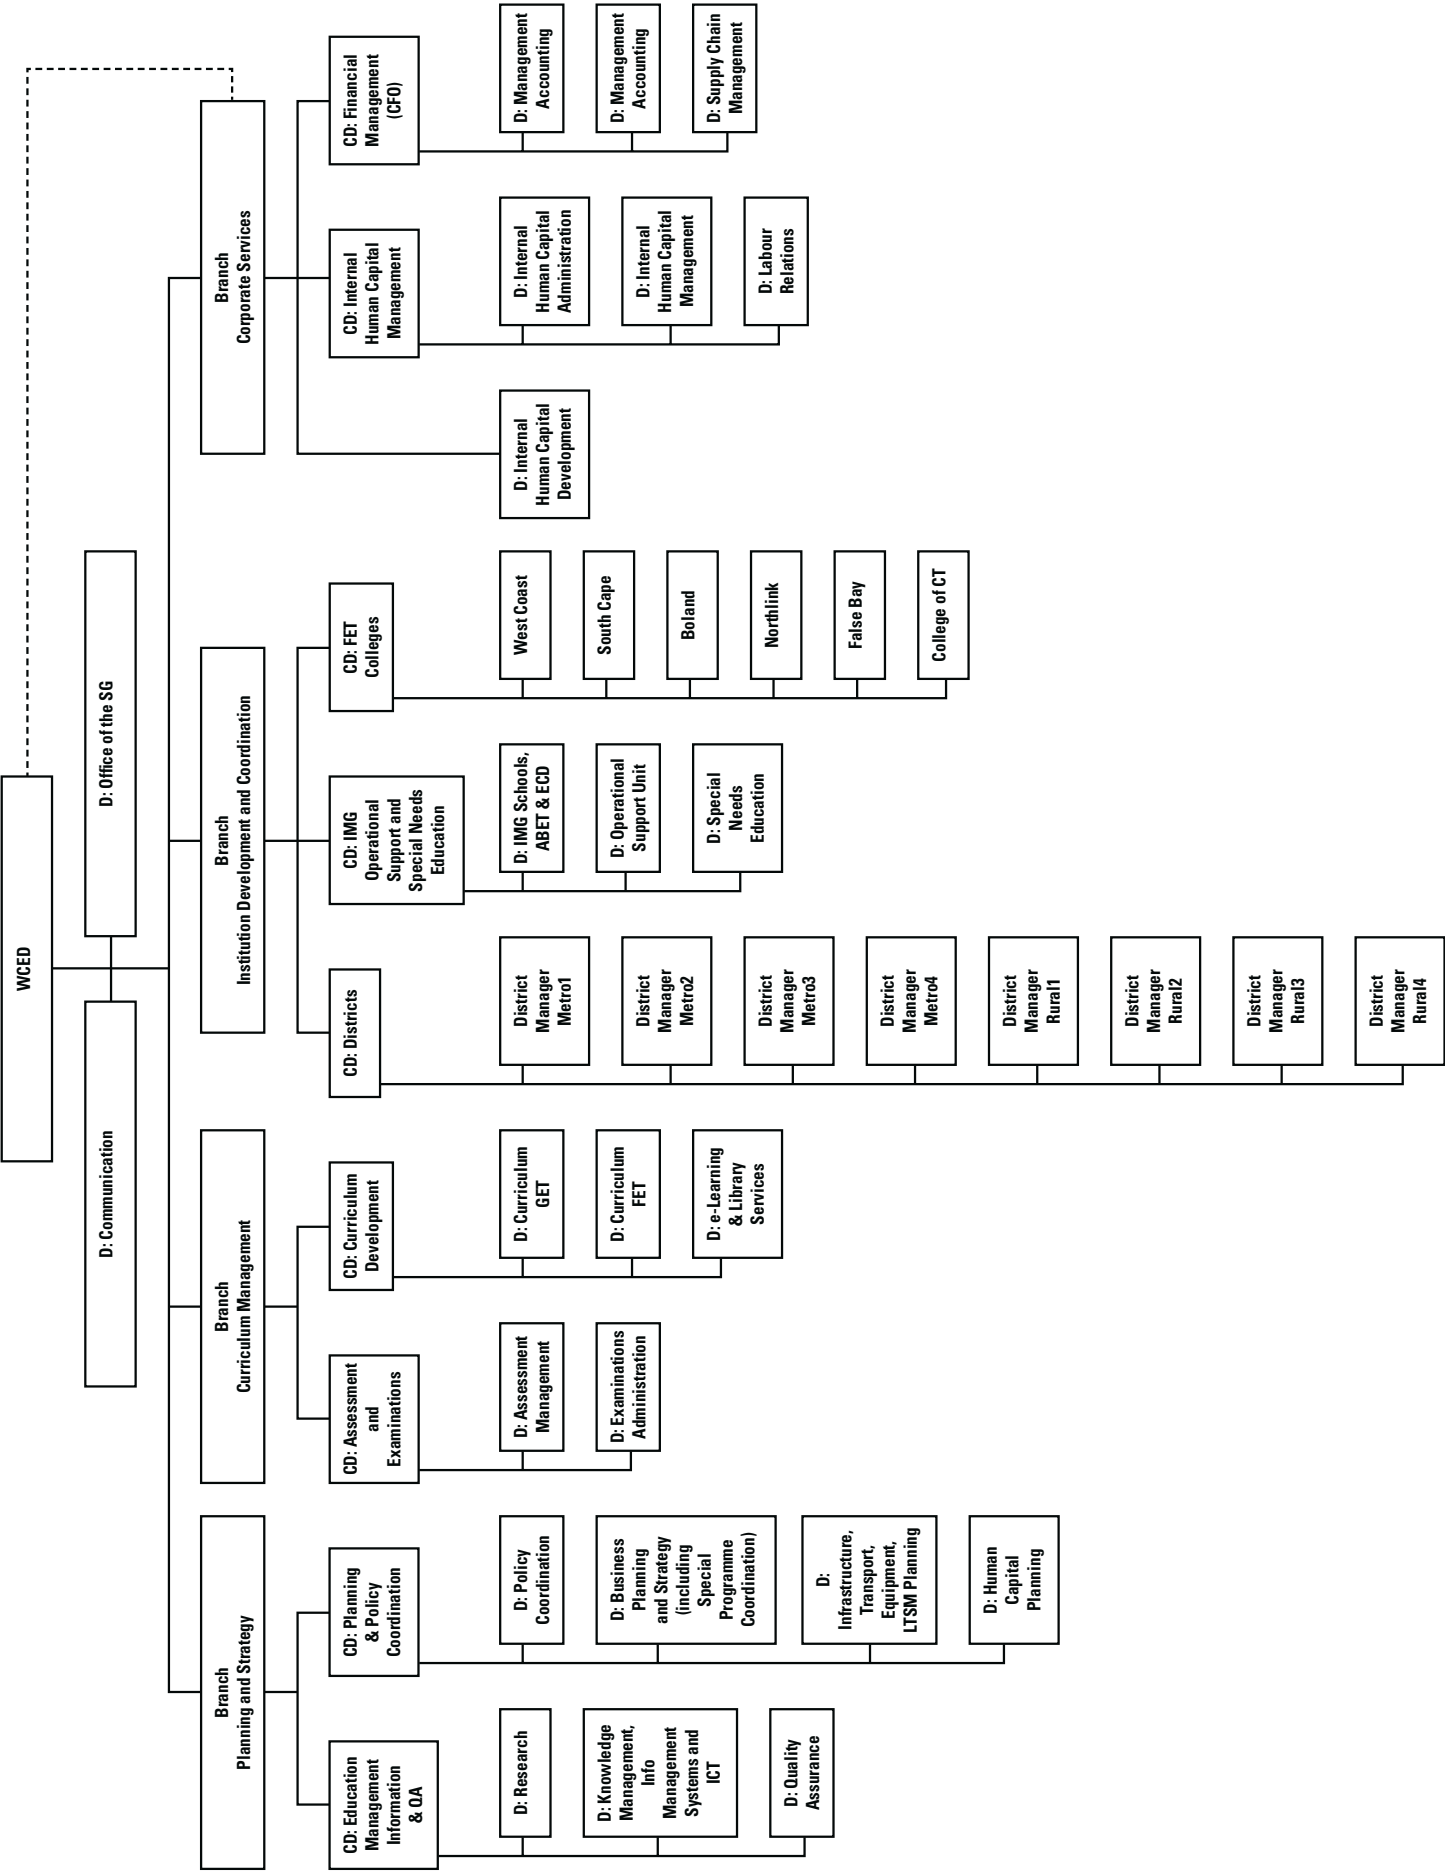 WCED
D: Communication
D: Office of the SG
Branch
Planning and Strategy
CD: Education
Management
Information
& QA
D: Research
D: Knowledge
Management,
Info
Management
Systems and
ICT
D: Quality
Assurance
CD: Planning
& Policy
Coordination
D: Policy
Coordination
D: Business
Planning
and Strategy
(including
Special
Programme
Coordination)
D:
Infrastructure,
Transport,
Equipment,
LTSM Planning
D: Human
Capital
Planning
Branch
Curriculum Management
CD: Assessment
and
Examinations
D: Assessment
Management
D: Examinations
Administration
CD: Curriculum
Development
D: Curriculum
GET
D: Curriculum
FET
D: e-Learning
& Library
Services
Branch
Institution Development and Coordination
CD: Districts
District
Manager
Metro1
District
Manager
Metro2
District
Manager
Metro3
District
Manager
Metro4
District
Manager
Rural1
District
Manager
Rural2
District
Manager
Rural3
District
Manager
Rural4
CD: IMG
Operational
Support and
Special Needs
Education
D: IMG Schools,
ABET & ECD
D: Operational
Support Unit
D: Special
Needs
Education
CD: FET
Colleges
West Coast
South Cape
Boland
Northlink
False Bay
College of CT
Branch
Corporate Services
D: Internal
Human Capital
Development
CD: Internal
Human Capital
Management
D: Internal
Human Capital
Administration
D: Internal
Human Capital
Management
D: Labour
Relations
CD: Financial
Management
(CFO)
D: Management
Accounting
D: Management
Accounting
D: Supply Chain
Management